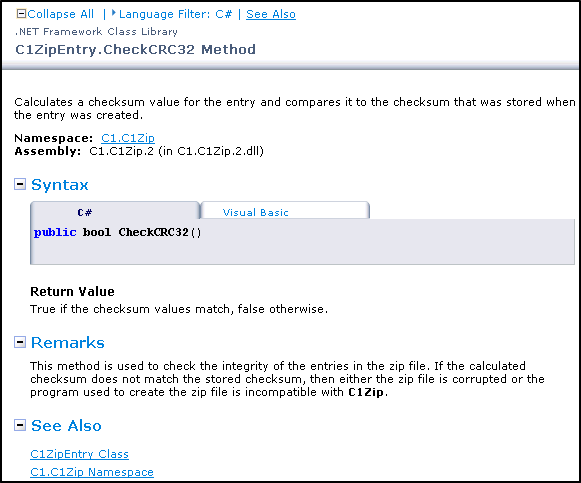 Collapse All | Language Filter: C# | See Also
.NET Framework Class Library
C1ZipEntry.CheckCRC32 Method
Calculates a checksum value for the entry and compares it to the checksum that was stored when
the entry was created.
Namespace: C1.C1Zip
Assembly: C1.C1Zip.2 (in C1.C1Zip.2.dll)
Syntax
C# Visual Basic
public bool CheckCRC32()
Return Value
True if the checksum values match, false otherwise.
Remarks
This method is used to check the integrity of the entries in the zip file. If the calculated
checksum does not match the stored checksum, then either the zip file is corrupted or the
program used to create the zip file is incompatible with C1Zip.
See Also
C1ZipEntry Class
C1.C1Zip Namespace